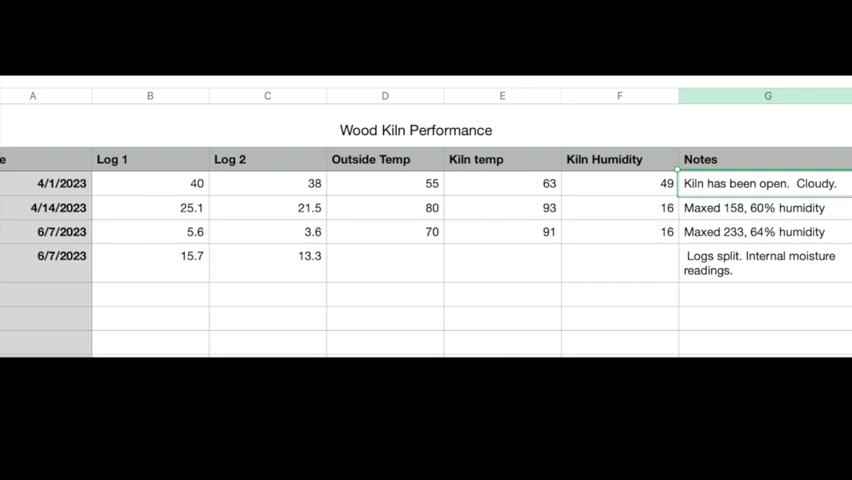 A B C D E F G
Wood Kiln Performance
e Log 1 Log 2 Outside Temp Kiln temp Kiln Humidity Notes
4/1/2023 40 38 55 63 49 Kiln has been open. Cloudy.
4/14/2023 25.1 21.5 80 93 16 Maxed 158, 60% humidity
6/7/2023 5.6 3.6 70 91 16 Maxed 233, 64% humidity
6/7/2023 15.7 13.3 Logs split. Internal moisture
readings.